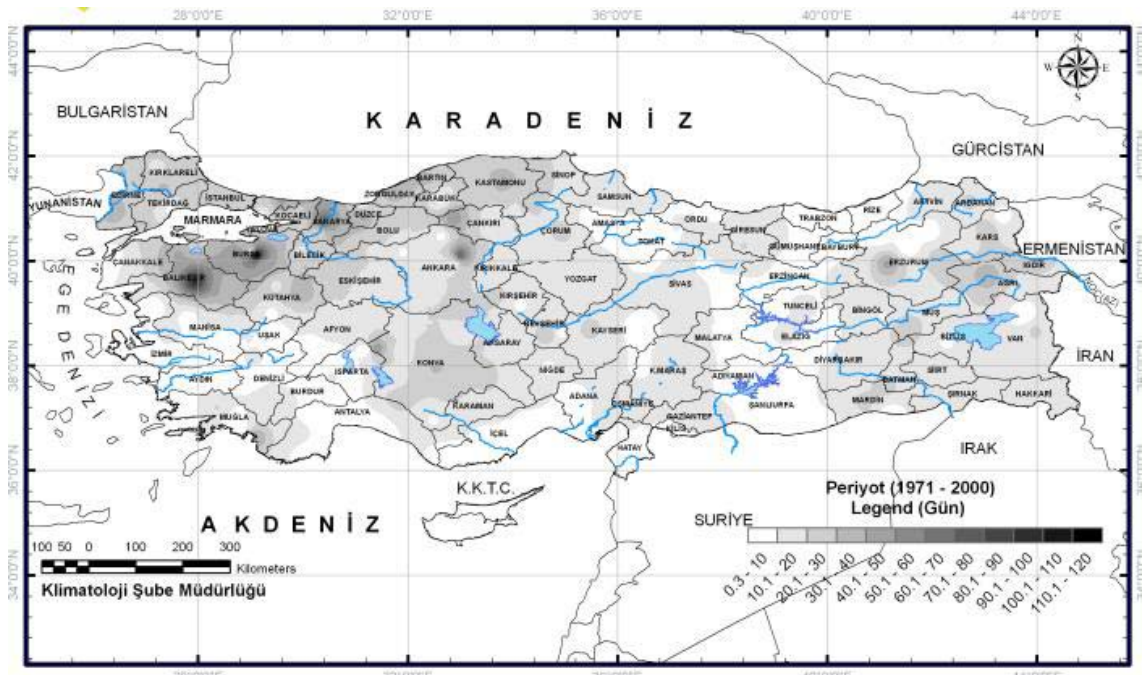 28°0'0"E 32°0'0"E 36°0'0"E 40°0'0"E 44°0'0"E
44°0'0"N
42°0'0"N
40°0'0"N
38°0'0"N
36°0'0"N
34°0'0"N
N
W E
S
BULGARİSTAN
KARADENİZ
GÜRCİSTAN
YUNANİSTAN
ERMENİSTAN
EGE DENİZİ
İRAN
IRAK
SURİYE
K.K.T.C.
AKDENİZ
KIRKLARELİ
TEKİRDAĞ
İSTANBUL
MARMARA
KOCAELİ
SAKARYA
DÜZCE
ZONGULDAK
BARTIN
KARABÜK
KASTAMONU
SİNOP
SAMSUN
BOLU
ÇANKIRI
ÇORUM
AMASYA
TOKAT
ORDU
GİRESUN
TRABZON
RİZE
ARTVİN
ARDAHAN
KARS
IĞDIR
GÜMÜŞHANE
BAYBURT
ERZURUM
AĞRI
ÇANAKKALE
BALIKESİR
BURSA
BİLECİK
ESKİŞEHİR
ANKARA
KIRIKKALE
YOZGAT
SİVAS
ERZİNCAN
TUNCELİ
BİNGÖL
MUŞ
KÜTAHYA
KIRŞEHİR
NEVŞEHİR
KAYSERİ
MALATYA
ELAZIĞ
BİTLİS
VAN
MANİSA
UŞAK
AFYON
KONYA
AKSARAY
İZMİR
AYDIN
DENİZLİ
ISPARTA
BURDUR
NİĞDE
K.MARAŞ
ADIYAMAN
DİYARBAKIR
BATMAN
SİİRT
ŞIRNAK
HAKKARİ
MARDİN
MUĞLA
ANTALYA
KARAMAN
İÇEL
ADANA
OSMANİYE
GAZİANTEP
KİLİS
ŞANLIURFA
HATAY
Periyot (1971 - 2000)
Legend (Gün)
0.3 - 10
10.1 - 20
20.1 - 30
30.1 - 40
40.1 - 50
50.1 - 60
60.1 - 70
70.1 - 80
80.1 - 90
90.1 - 100
100.1 - 110
110.1 - 120
100 50 0 100 200 300
Kilometers
Klimatoloji Şube Müdürlüğü